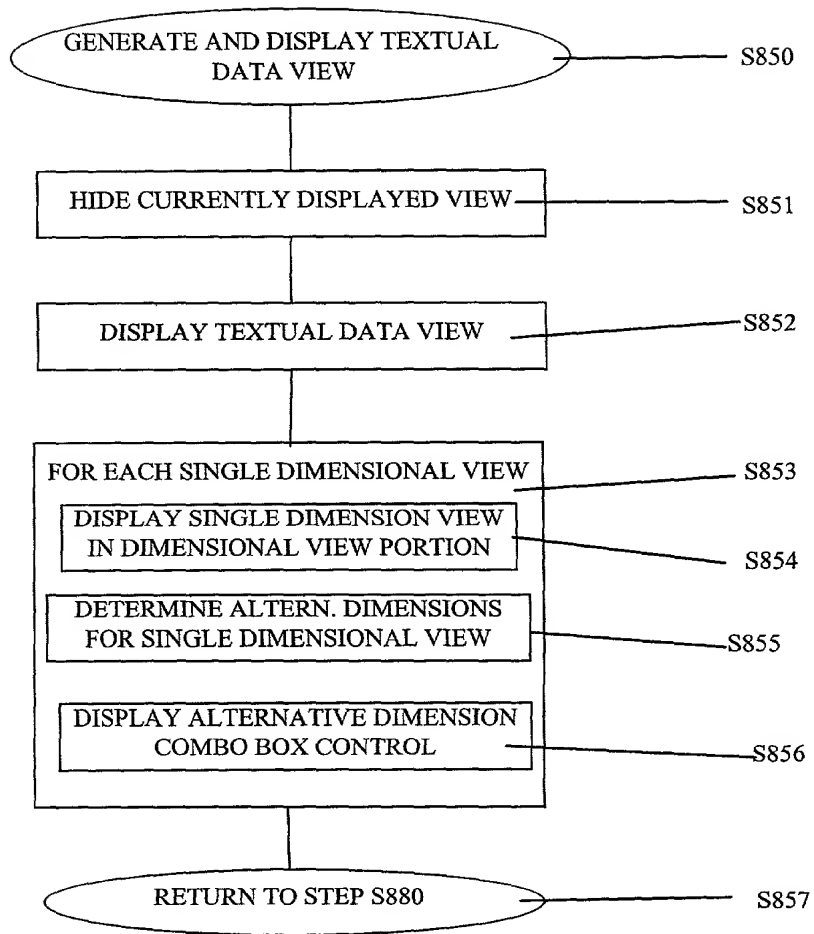 GENERATE AND DISPLAY TEXTUAL
DATA VIEW
S850
HIDE CURRENTLY DISPLAYED VIEW
S851
DISPLAY TEXTUAL DATA VIEW
S852
FOR EACH SINGLE DIMENSIONAL VIEW
S853
DISPLAY SINGLE DIMENSION VIEW
IN DIMENSIONAL VIEW PORTION
S854
DETERMINE ALTERN. DIMENSIONS
FOR SINGLE DIMENSIONAL VIEW
S855
DISPLAY ALTERNATIVE DIMENSION
COMBO BOX CONTROL
S856
RETURN TO STEP S880
S857